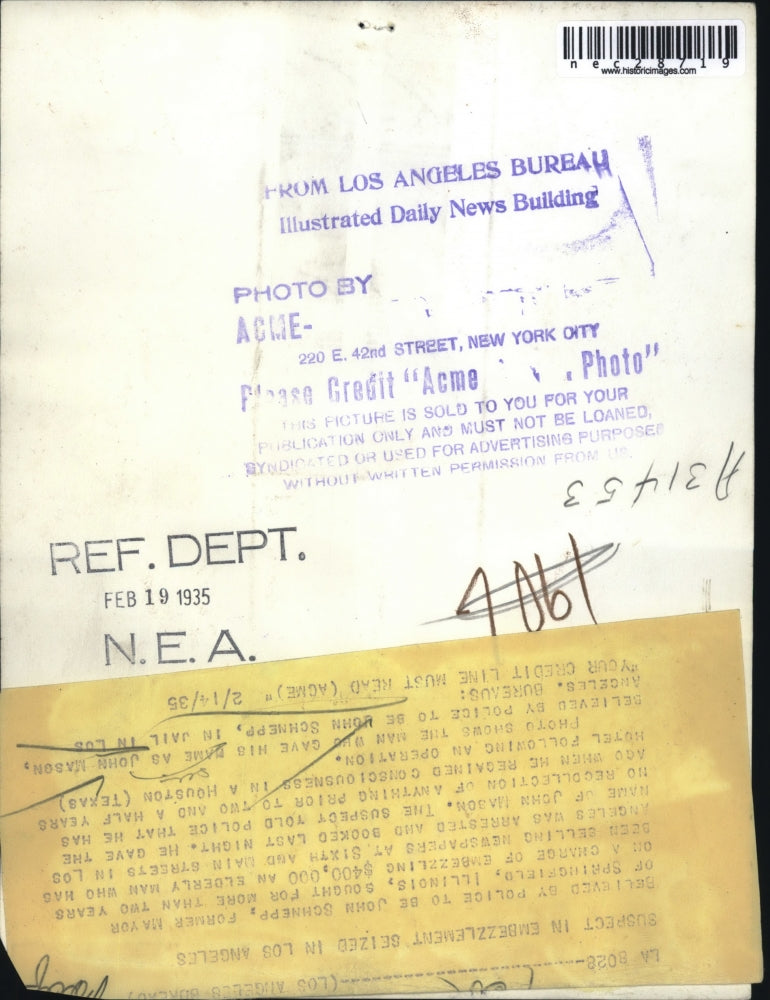 nec28719
www.historicimages.com
FROM LOS ANGELES BUREAU
Illustrated Daily News Building
PHOTO BY
ACME-
220 E. 42nd STREET, NEW YORK CITY
Please Credit "Acme Photo"
THIS PICTURE IS SOLD TO YOU FOR YOUR
PUBLICATION ONLY AND MUST NOT BE LOANED,
SYNDICATED OR USED FOR ADVERTISING PURPOSES
WITHOUT WRITTEN PERMISSION FROM US.
A31453
REF. DEPT.
FEB 19 1935
N.E.A.
LA 8028---------------(LOS ANGELES BUREAU)
SUSPECT IN EMBEZZLEMENT SEIZED IN LOS ANGELES
BELIEVED BY POLICE TO BE JOHN SCHNEPP, FORMER MAYOR
OF SPRINGFIELD, ILLINOIS, SOUGHT FOR MORE THAN TWO YEARS
ON A CHARGE OF EMBEZZLING $400,000 AN ELDERLY MAN WHO HAS
BEEN SELLING NEWSPAPERS AT SIXTH AND MAIN STREETS IN LOS
ANGELES WAS ARRESTED AND BOOKED LAST NIGHT. HE GAVE THE
NAME OF JOHN MASON. THE SUSPECT TOLD POLICE THAT HE HAS
NO RECOLLECTION OF ANYTHING PRIOR TO TWO AND A HALF YEARS
AGO WHEN HE REGAINED CONSCIOUSNESS IN A HOUSTON (TEXAS)
HOTEL FOLLOWING AN OPERATION.
PHOTO SHOWS THE MAN WHO GAVE HIS NAME AS JOHN MASON,
BELIEVED BY POLICE TO BE JOHN SCHNEPP, IN JAIL IN LOS
ANGELES. BUREAUS:
"YOUR CREDIT LINE MUST READ (ACME)" 2/14/35